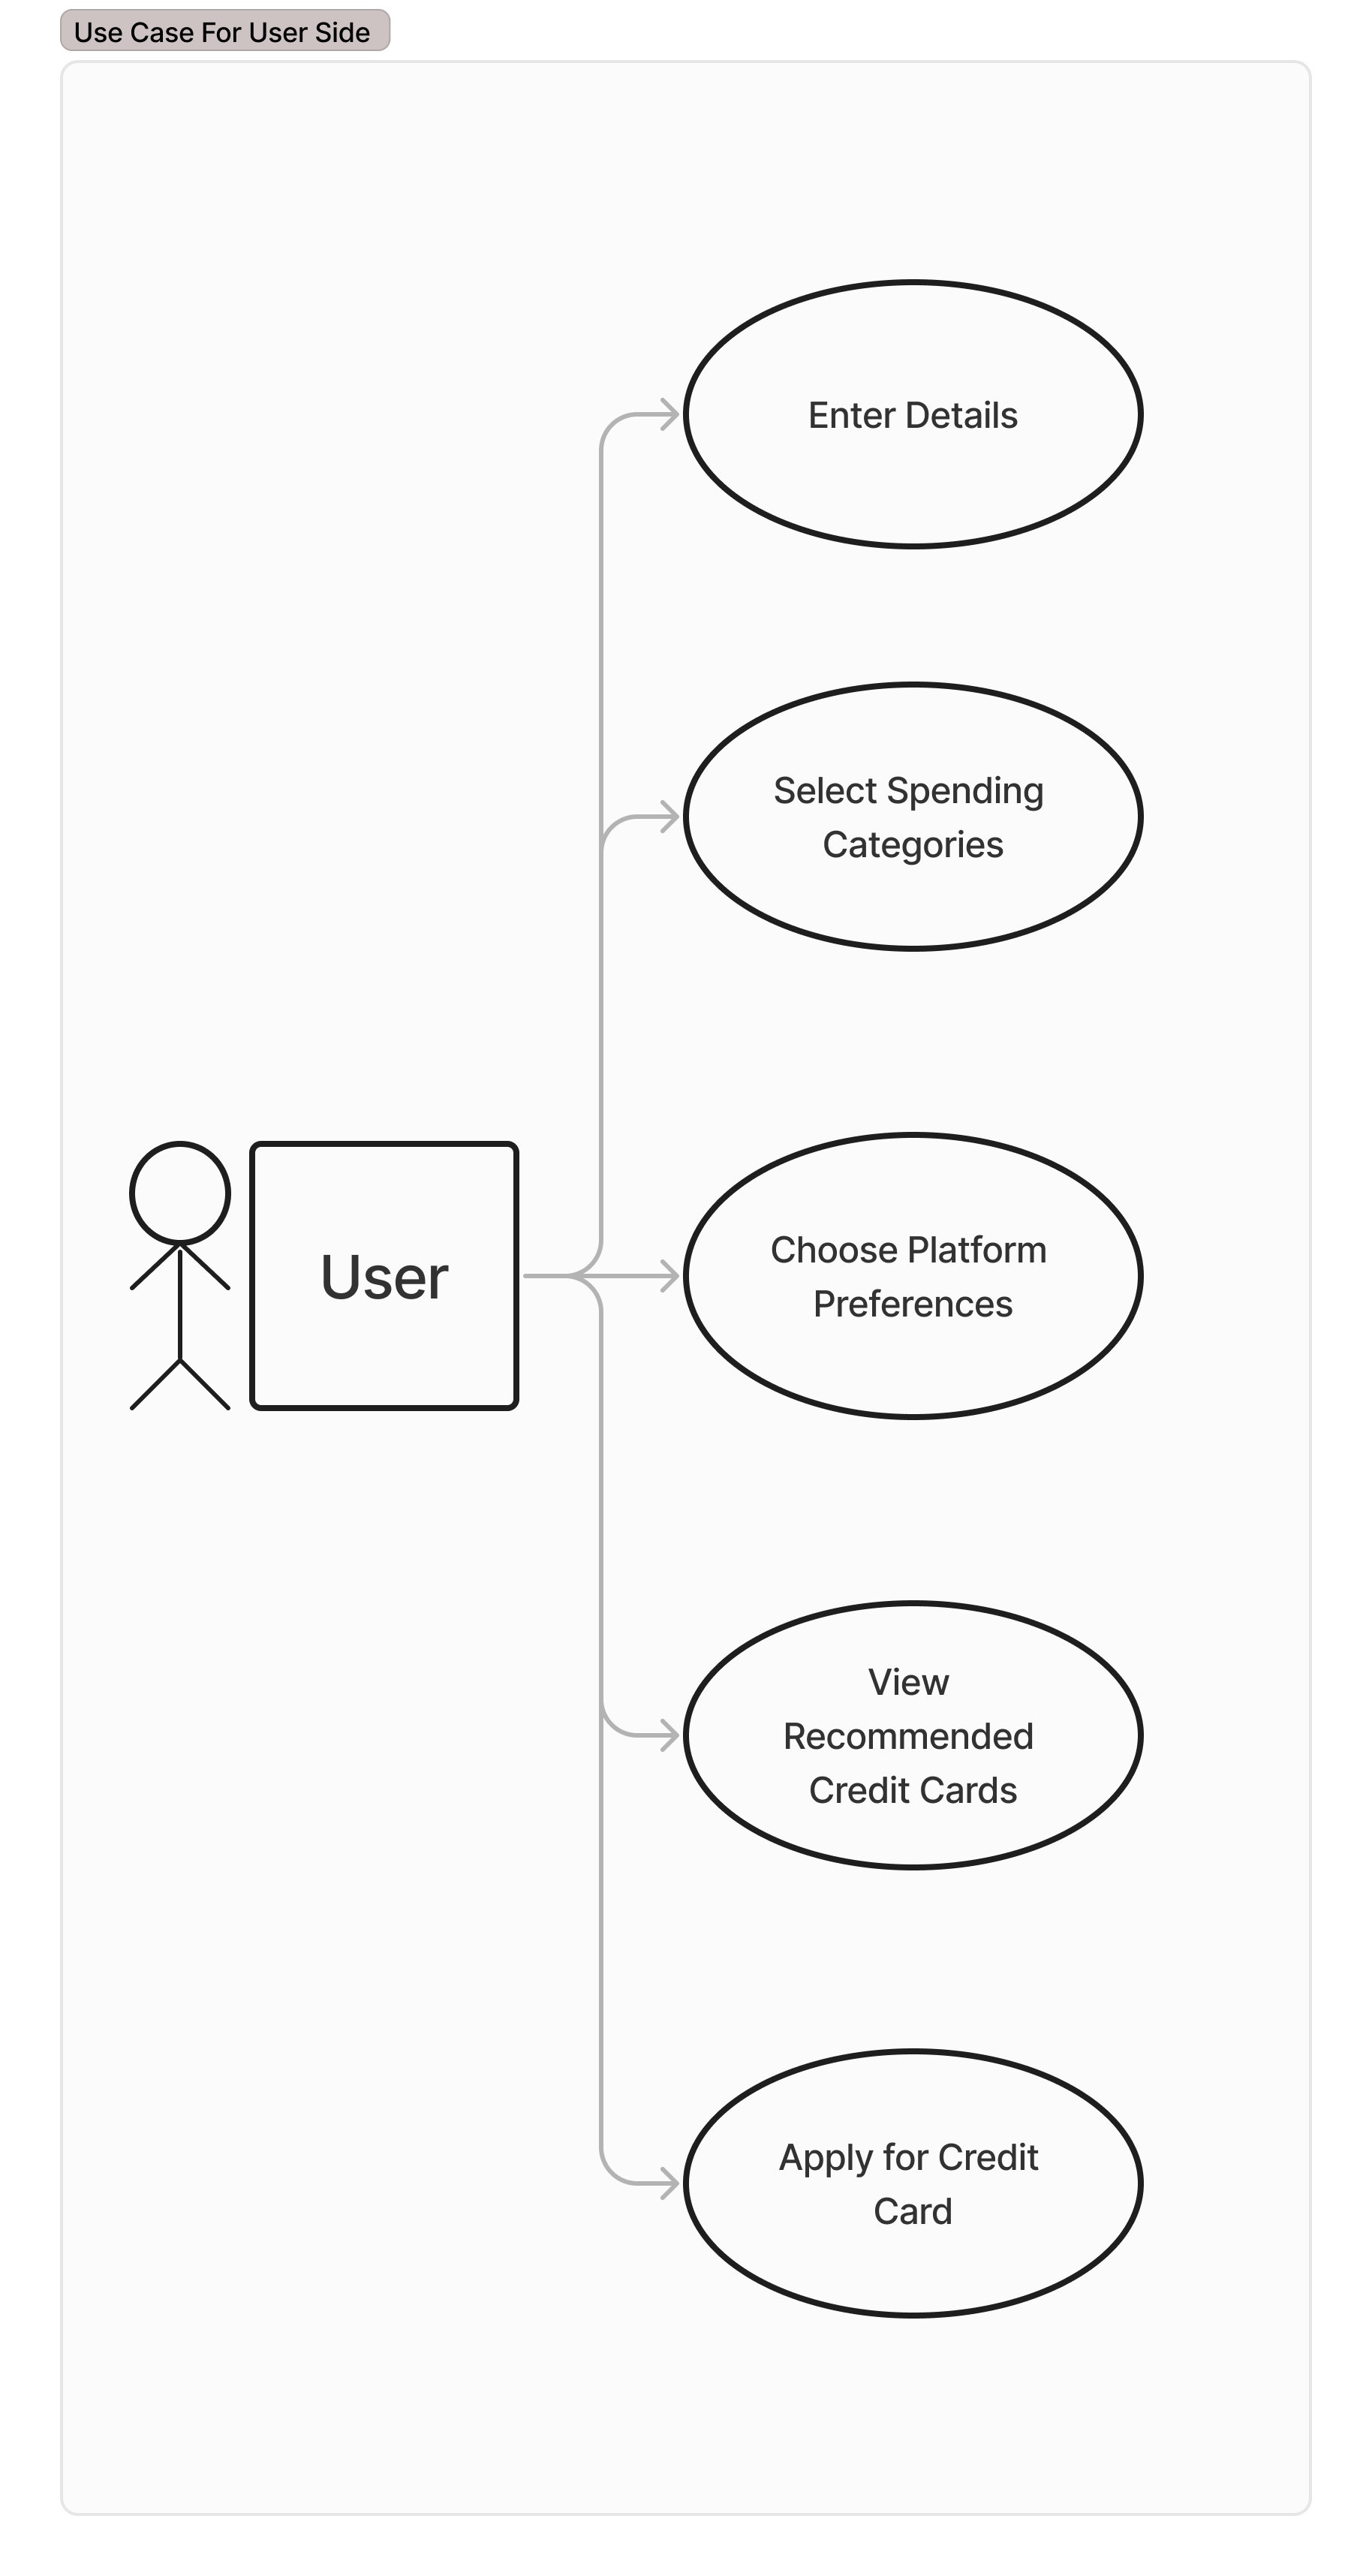 Use Case For User Side
Enter Details
Select Spending
Categories
User
Choose Platform
Preferences
View
Recommended
Credit Cards
Apply for Credit
Card